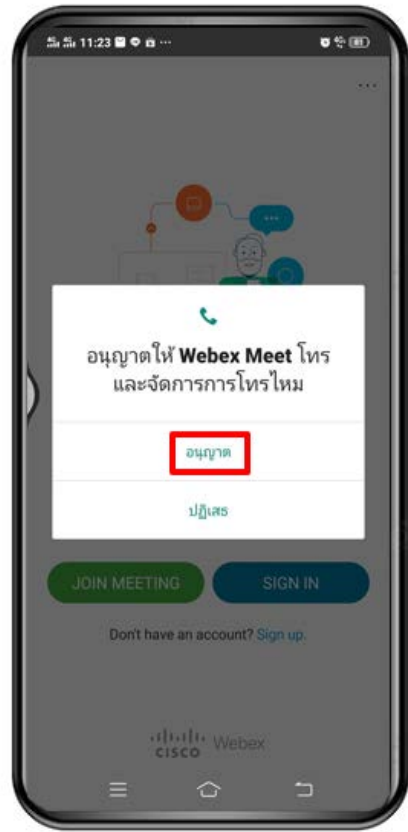 11:23
อนุญาตให้ Webex Meet โทร
และจัดการการโทรไหม
อนุญาต
ปฏิเสธ
JOIN MEETING
SIGN IN
Don't have an account? Sign up.
CISCO Webex